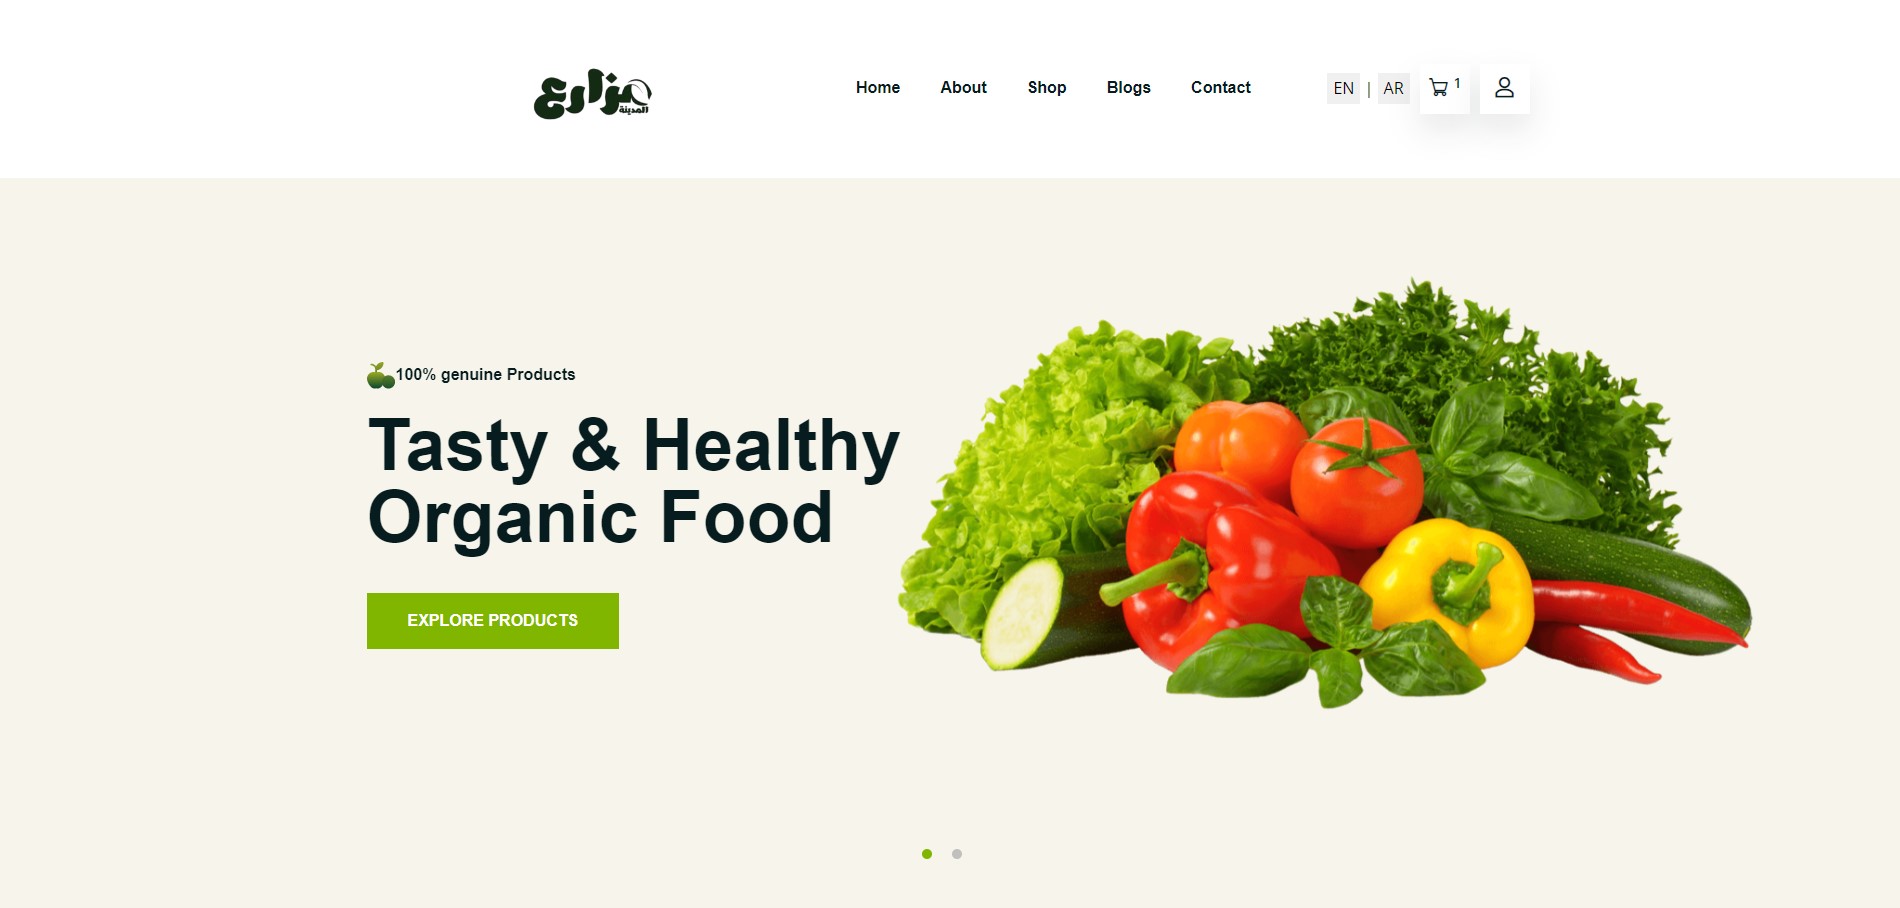 مزارع
المدينة
Home About Shop Blogs Contact EN | AR 1
100% genuine Products
Tasty & Healthy
Organic Food
EXPLORE PRODUCTS